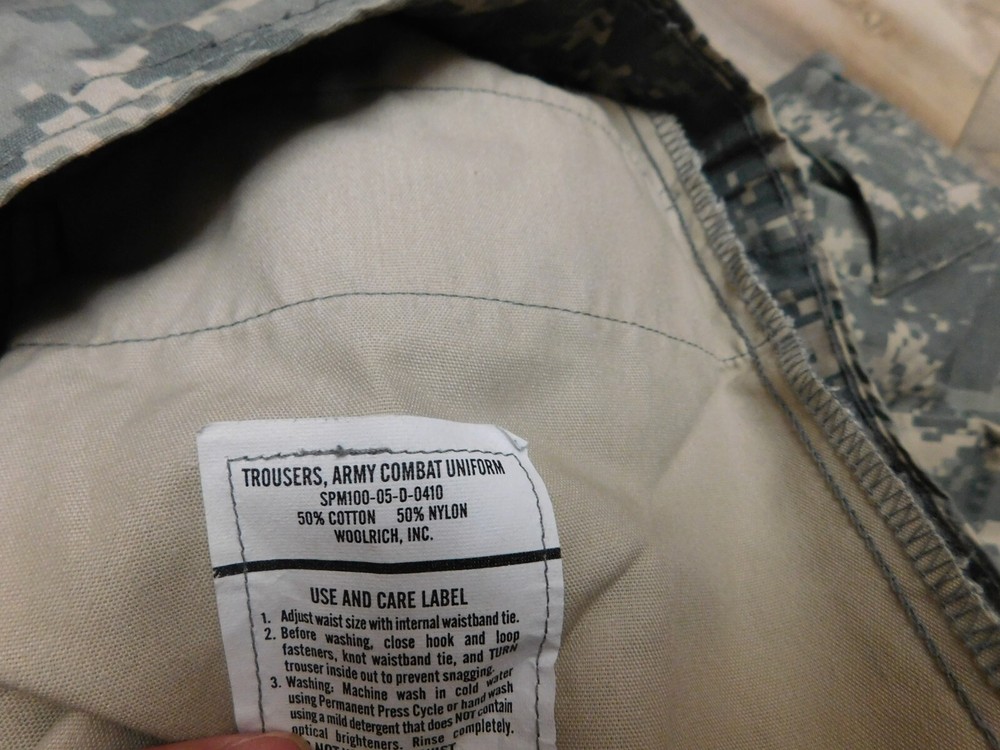 TROUSERS, ARMY COMBAT UNIFORM
SPM100-05-D-0410
50% COTTON 50% NYLON
WOOLRICH, INC.
USE AND CARE LABEL
1. Adjust waist size with internal waistband tie.
2. Before washing, close hook and loop
fasteners, knot waistband tie, and TURN
trouser inside out to prevent snagging.
3. Washing: Machine wash in cold water
using Permanent Press Cycle or hand wash
using a mild detergent that does NOT contain
optical brighteners. Rinse completely.